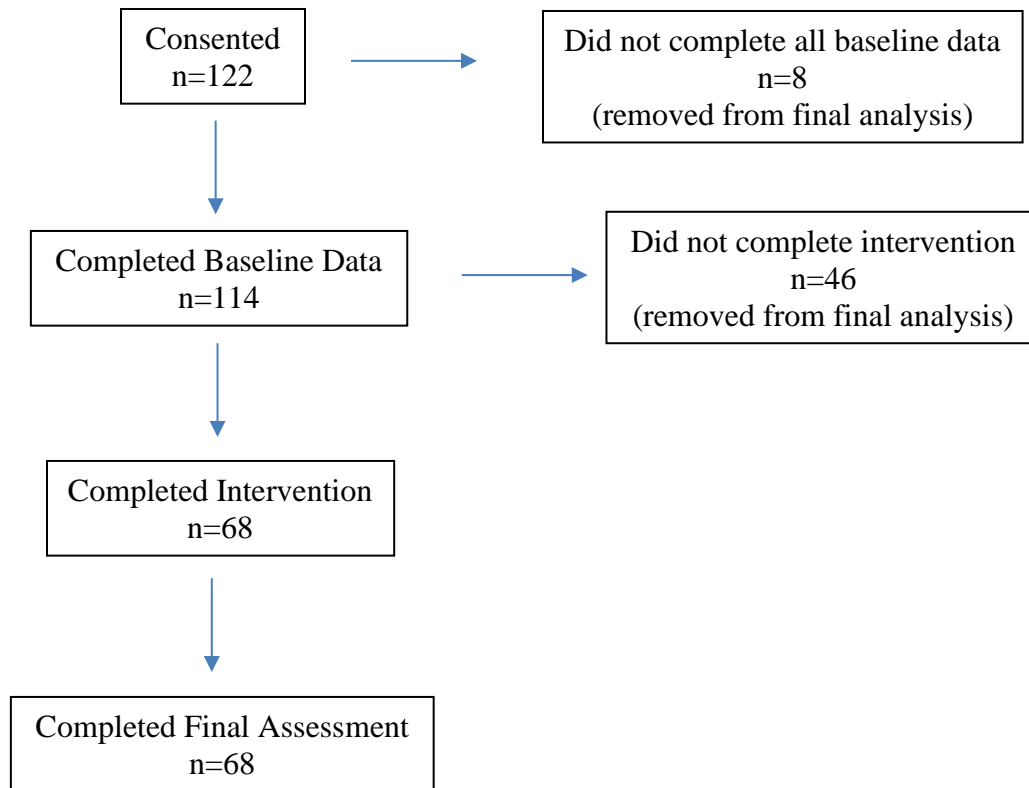 Consented
n=122
Did not complete all baseline data
n=8
(removed from final analysis)
Completed Baseline Data
n=114
Did not complete intervention
n=46
(removed from final analysis)
Completed Intervention
n=68
Completed Final Assessment
n=68